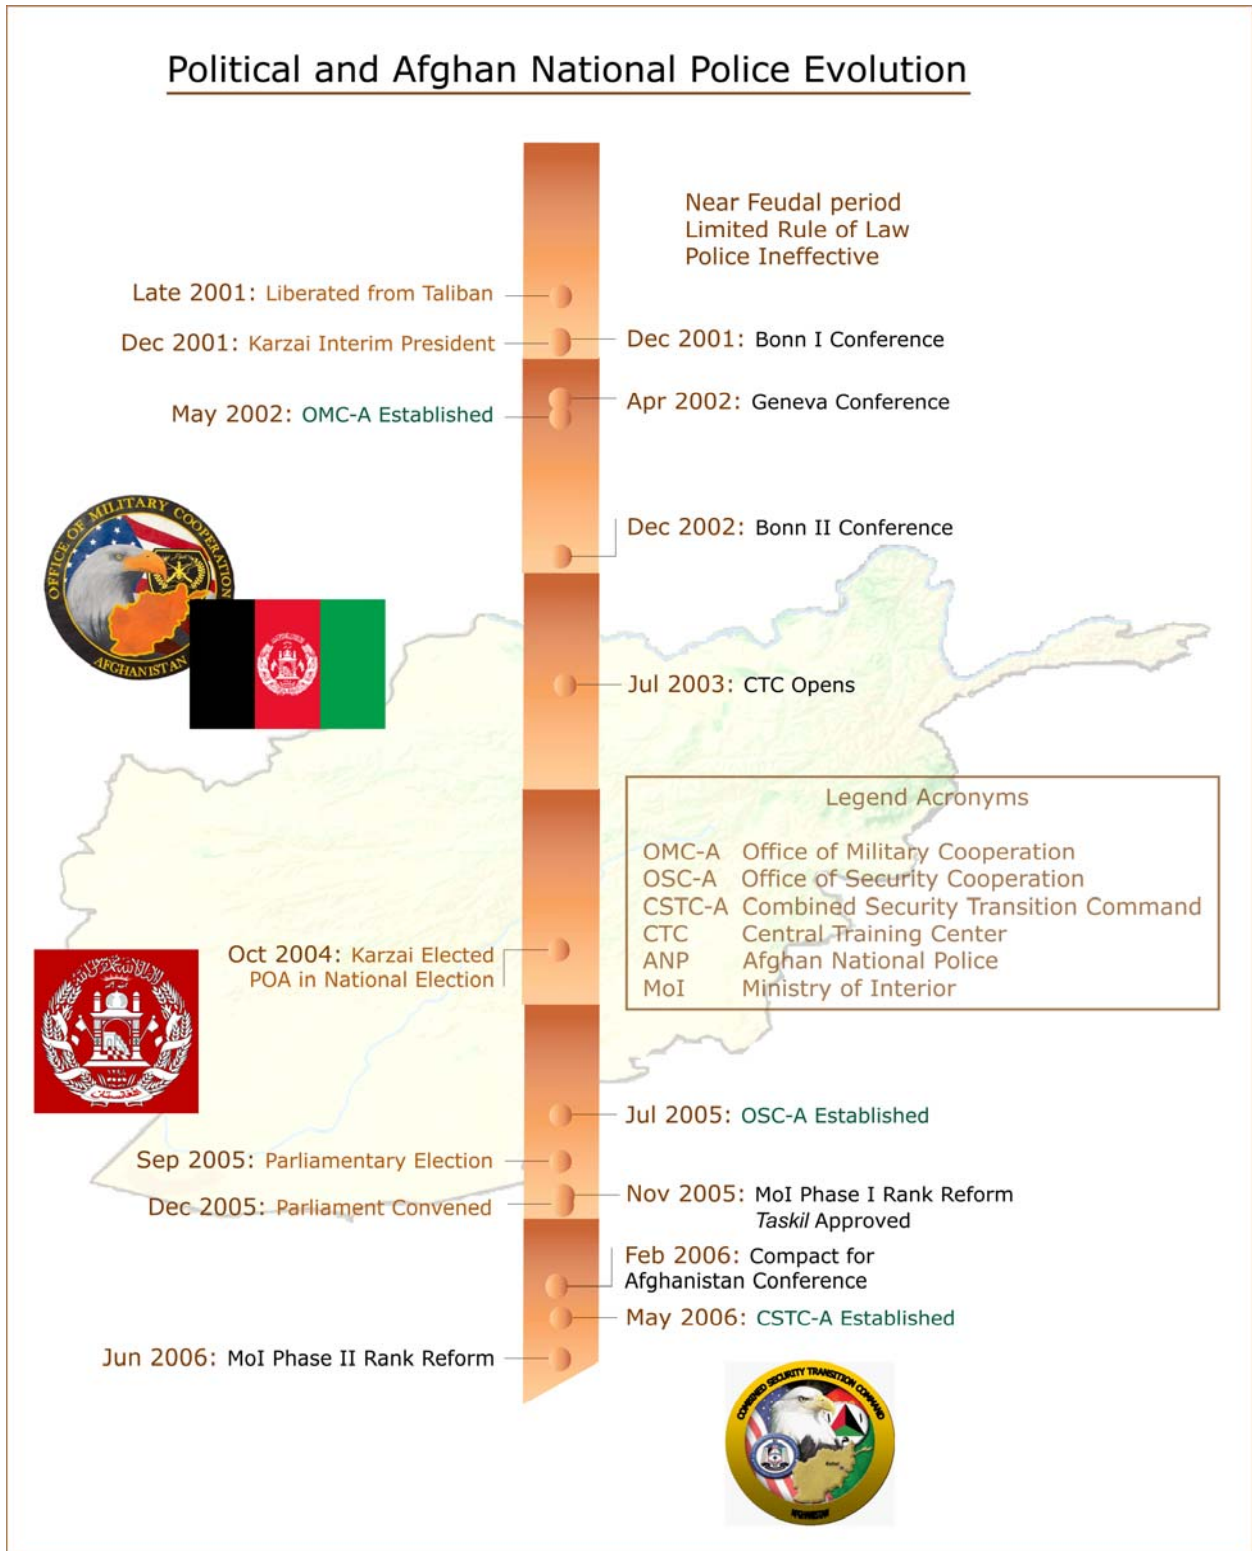 Political and Afghan National Police Evolution
Near Feudal period
Limited Rule of Law
Police Ineffective
Late 2001: Liberated from Taliban
Dec 2001: Karzai Interim President
Dec 2001: Bonn I Conference
Apr 2002: Geneva Conference
May 2002: OMC-A Established
OFFICE OF MILITARY COOPERATION
AFGHANISTAN
Dec 2002: Bonn II Conference
Jul 2003: CTC Opens
Legend Acronyms
OMC-A Office of Military Cooperation
OSC-A Office of Security Cooperation
CSTC-A Combined Security Transition Command
CTC Central Training Center
ANP Afghan National Police
MoI Ministry of Interior
Oct 2004: Karzai Elected
POA in National Election
Jul 2005: OSC-A Established
Sep 2005: Parliamentary Election
Nov 2005: MoI Phase I Rank Reform
Taskil Approved
Dec 2005: Parliament Convened
Feb 2006: Compact for
Afghanistan Conference
May 2006: CSTC-A Established
Jun 2006: MoI Phase II Rank Reform
COMBINED SECURITY TRANSITION COMMAND
AFGHANISTAN